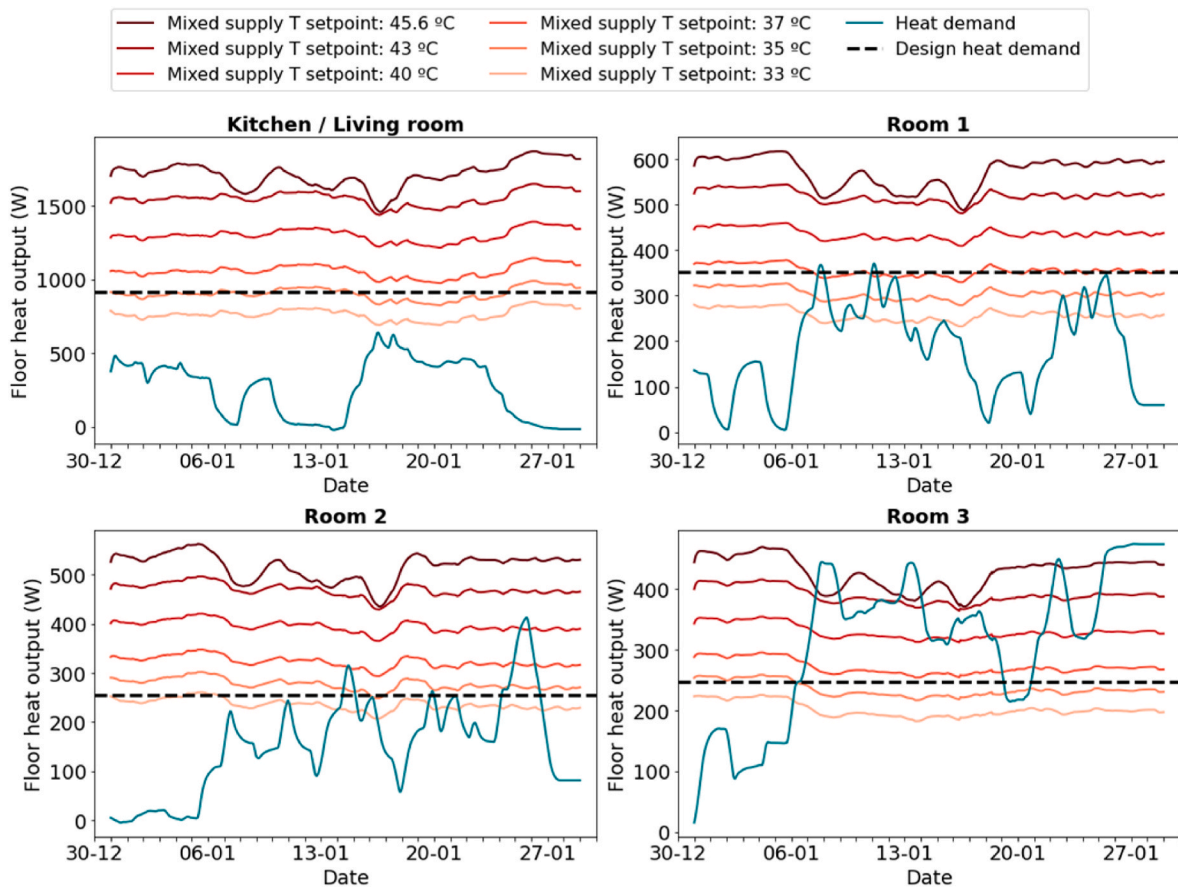 Mixed supply T setpoint: 45.6 ºC
Mixed supply T setpoint: 43 ºC
Mixed supply T setpoint: 40 ºC
Mixed supply T setpoint: 37 ºC
Mixed supply T setpoint: 35 ºC
Mixed supply T setpoint: 33 ºC
Heat demand
Design heat demand
Kitchen / Living room
Floor heat output (W)
1500
1000
500
0
30-12 06-01 13-01 20-01 27-01
Date
Room 1
Floor heat output (W)
600
500
400
300
200
100
0
30-12 06-01 13-01 20-01 27-01
Date
Room 2
Floor heat output (W)
500
400
300
200
100
0
30-12 06-01 13-01 20-01 27-01
Date
Room 3
Floor heat output (W)
400
300
200
100
0
30-12 06-01 13-01 20-01 27-01
Date